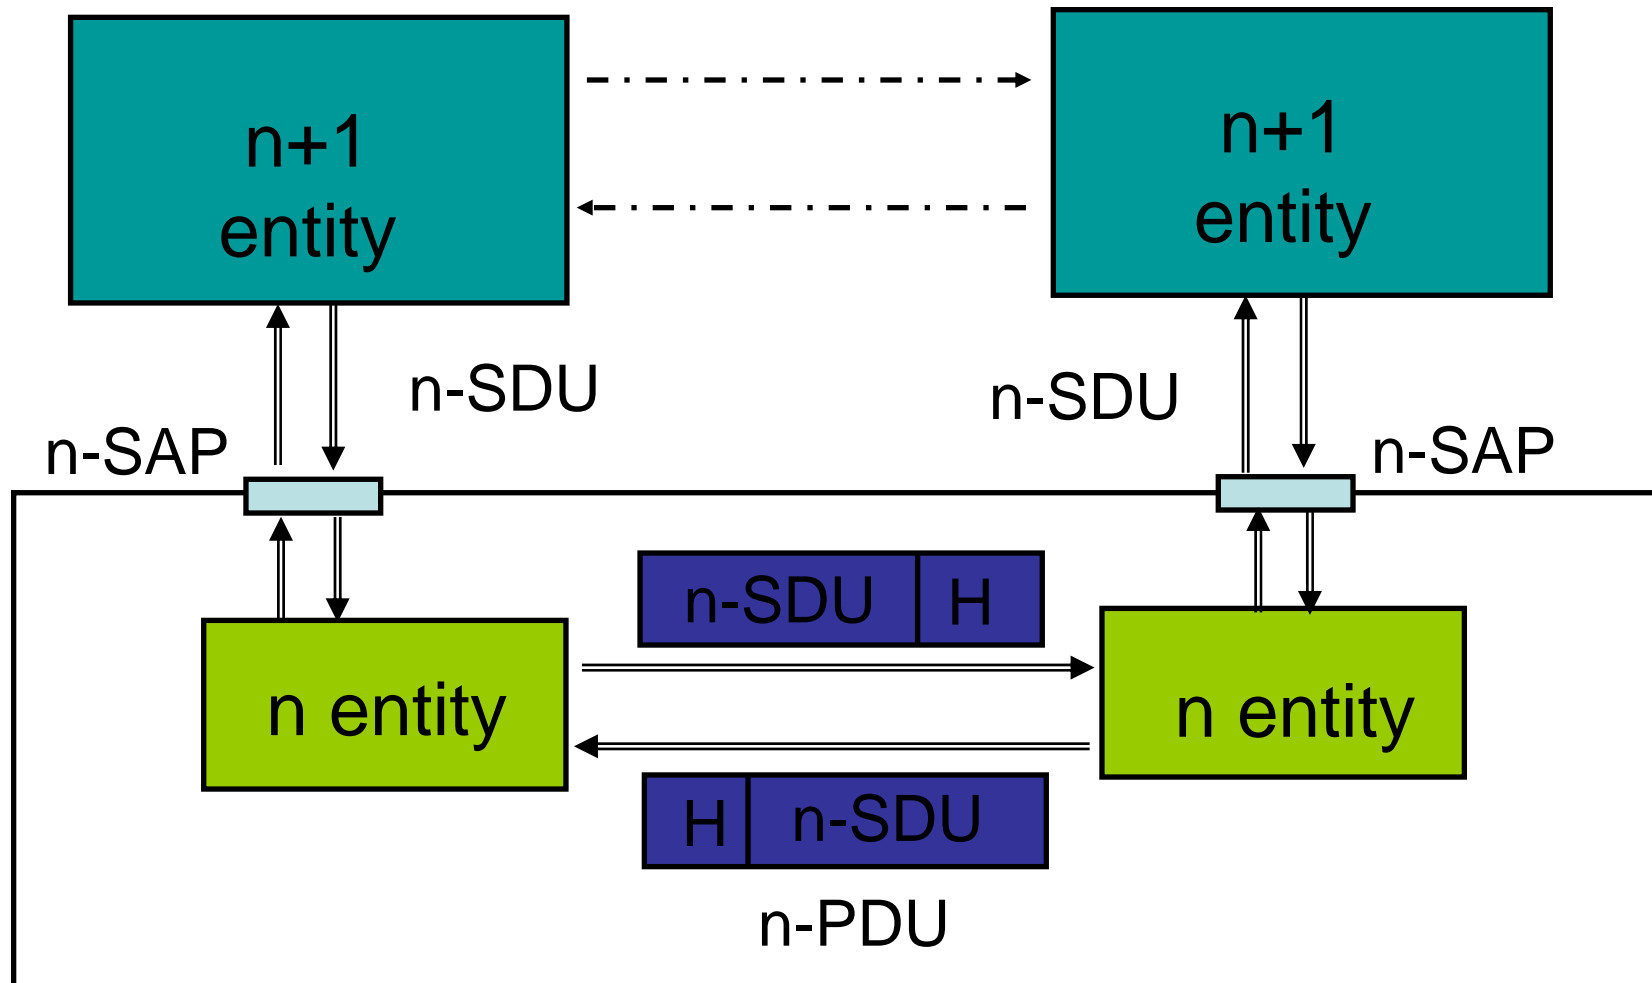 n+1
entity
n+1
entity
n-SDU
n-SDU
n-SAP
n-SAP
n-SDU H
n entity
n entity
H n-SDU
n-PDU